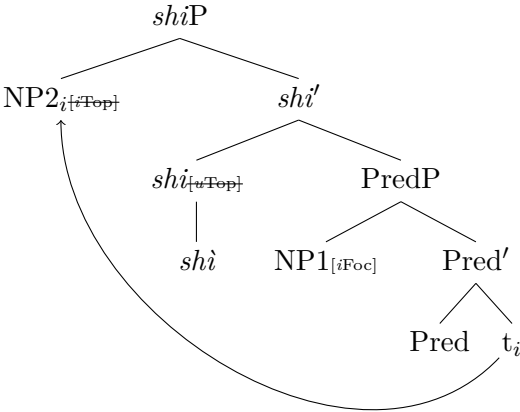 shiP
NP2i[iTop] shi′
shi[uTop] PredP
shì NP1[iFoc] Pred′
Pred ti